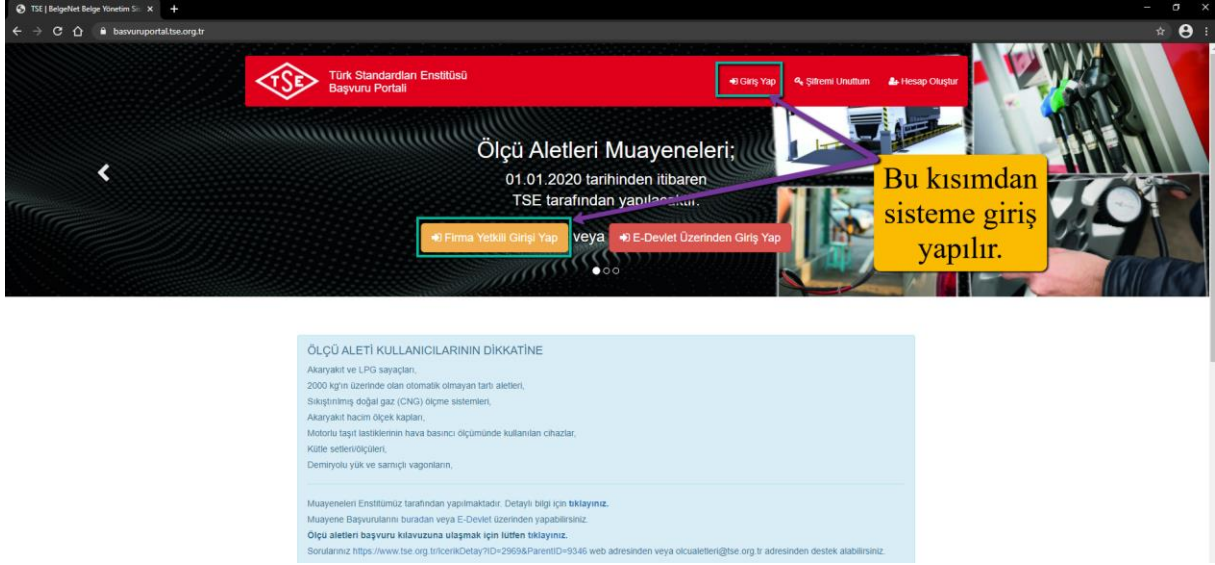 TSE | BelgeNet Belge Yönetim Sis
basvuruportal.tse.org.tr
TSE
Türk Standardları Enstitüsü
Başvuru Portali
Giriş Yap
Şifremi Unuttum
Hesap Oluştur
Ölçü Aletleri Muayeneleri;
01.01.2020 tarihinden itibaren
TSE tarafından yapılacaktır.
Firma Yetkili Girişi Yap veya E-Devlet Üzerinden Giriş Yap
Bu kısımdan
sisteme giriş
yapılır.
ÖLÇÜ ALETİ KULLANICILARININ DİKKATİNE
Akaryakıt ve LPG sayaçları,
2000 kg'ın üzerinde olan otomatik olmayan tartı aletleri,
Sıkıştırılmış doğal gaz (CNG) ölçme sistemleri,
Akaryakıt hacim ölçek kapları,
Motorlu taşıt lastiklerinin hava basıncı ölçümünde kullanılan cihazlar,
Kütle setleri/ölçüleri,
Demiryolu yük ve sarnıçlı vagonların,
Muayeneleri Enstitümüz tarafından yapılmaktadır. Detaylı bilgi için tıklayınız.
Muayene Başvurularını buradan veya E-Devlet üzerinden yapabilirsiniz.
Ölçü aletleri başvuru kılavuzuna ulaşmak için lütfen tıklayınız.
Sorularınız https://www.tse.org.tr/IcerikDetay?ID=2969&ParentID=9346 web adresinden veya olcualetleri@tse.org.tr adresinden destek alabilirsiniz.